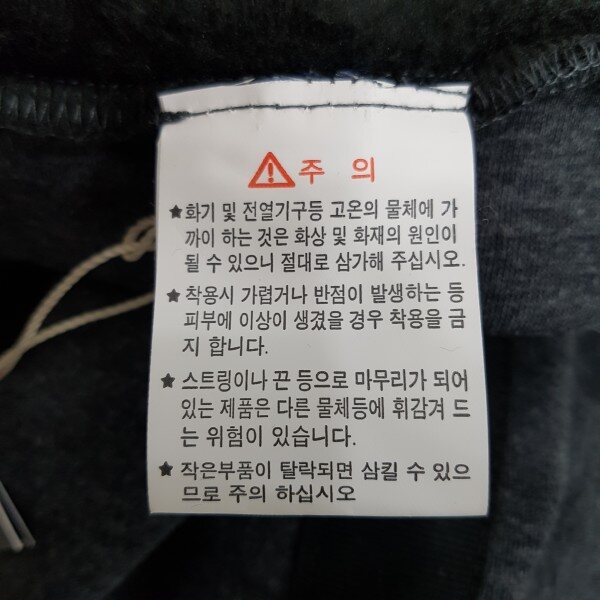 ⚠주 의
★화기 및 전열기구등 고온의 물체에 가
까이 하는 것은 화상 및 화재의 원인이
될 수 있으니 절대로 삼가해 주십시오.
★착용시 가렵거나 반점이 발생하는 등
피부에 이상이 생겼을 경우 착용을 금
지 합니다.
★ 스트링이나 끈 등으로 마무리가 되어
있는 제품은 다른 물체등에 휘감겨 드
는 위험이 있습니다.
★ 작은부품이 탈락되면 삼킬 수 있으
므로 주의 하십시오